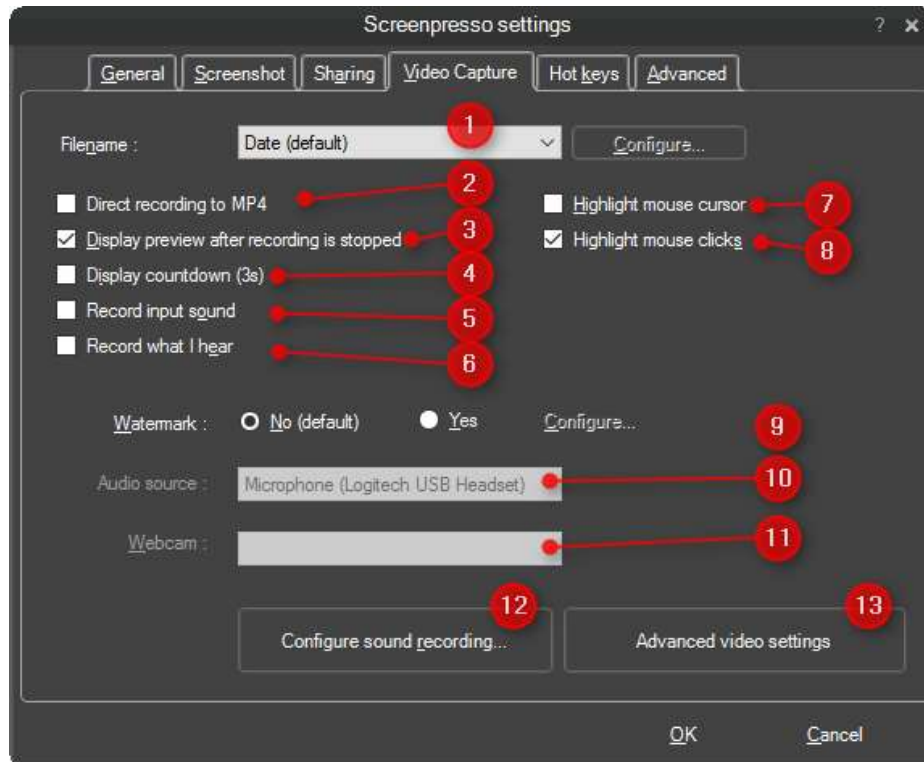 Screenpresso settings ? ×
General Screenshot Sharing Video Capture Hot keys Advanced
1
Filename : Date (default) Configure...
2
Direct recording to MP4 Highlight mouse cursor 7
Display preview after recording is stopped 3 Highlight mouse clicks 8
Display countdown (3s) 4
Record input sound 5
Record what I hear 6
Watermark : No (default) Yes Configure... 9
Audio source : Microphone (Logitech USB Headset) 10
Webcam : 11
12 13
Configure sound recording... Advanced video settings
OK Cancel